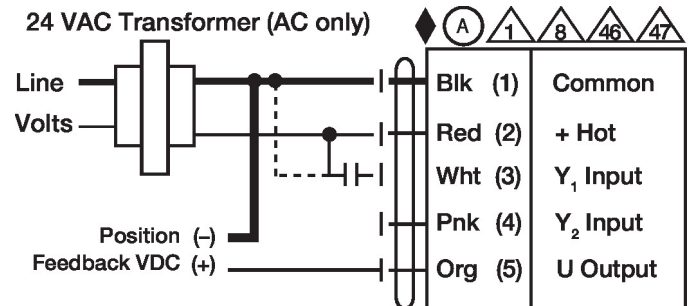 24 VAC Transformer (AC only)
A 1 8 46 47
Line
Volts
Blk (1) Common
Red (2) + Hot
Wht (3) Y₁ Input
Pnk (4) Y₂ Input
Position (–)
Feedback VDC (+)
Org (5) U Output